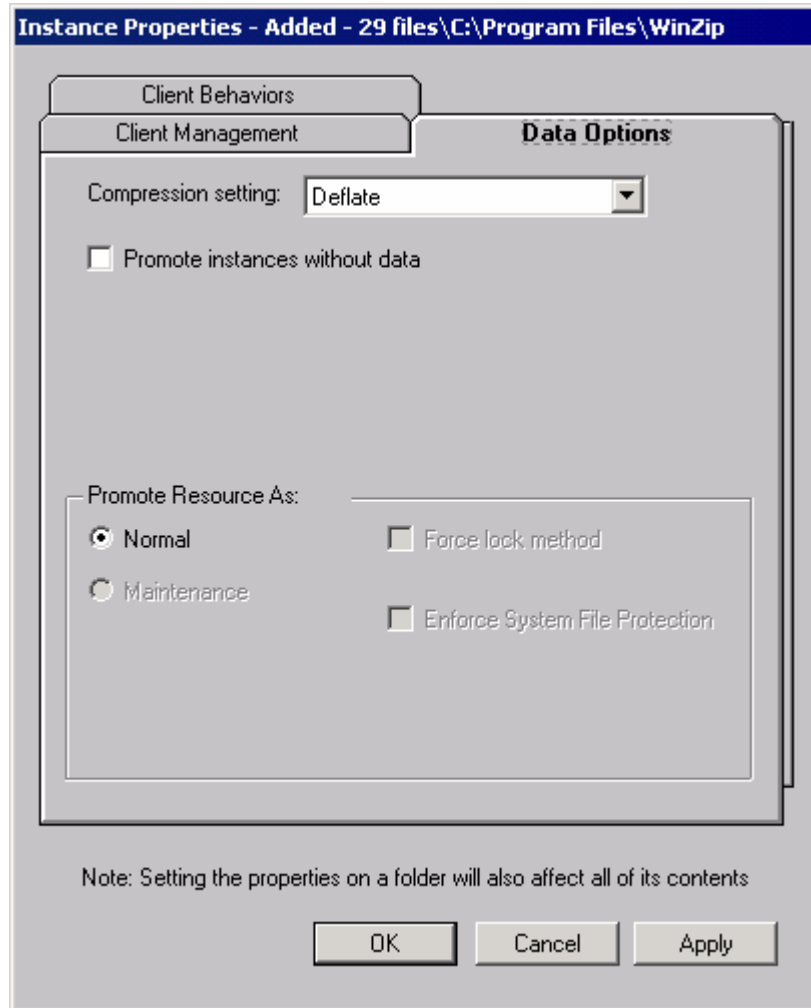 Instance Properties - Added - 29 files\C:\Program Files\WinZip
Client Behaviors
Client Management
Data Options
Compression setting: Deflate
Promote instances without data
Promote Resource As:
Normal
Force lock method
Maintenance
Enforce System File Protection
Note: Setting the properties on a folder will also affect all of its contents
OK
Cancel
Apply